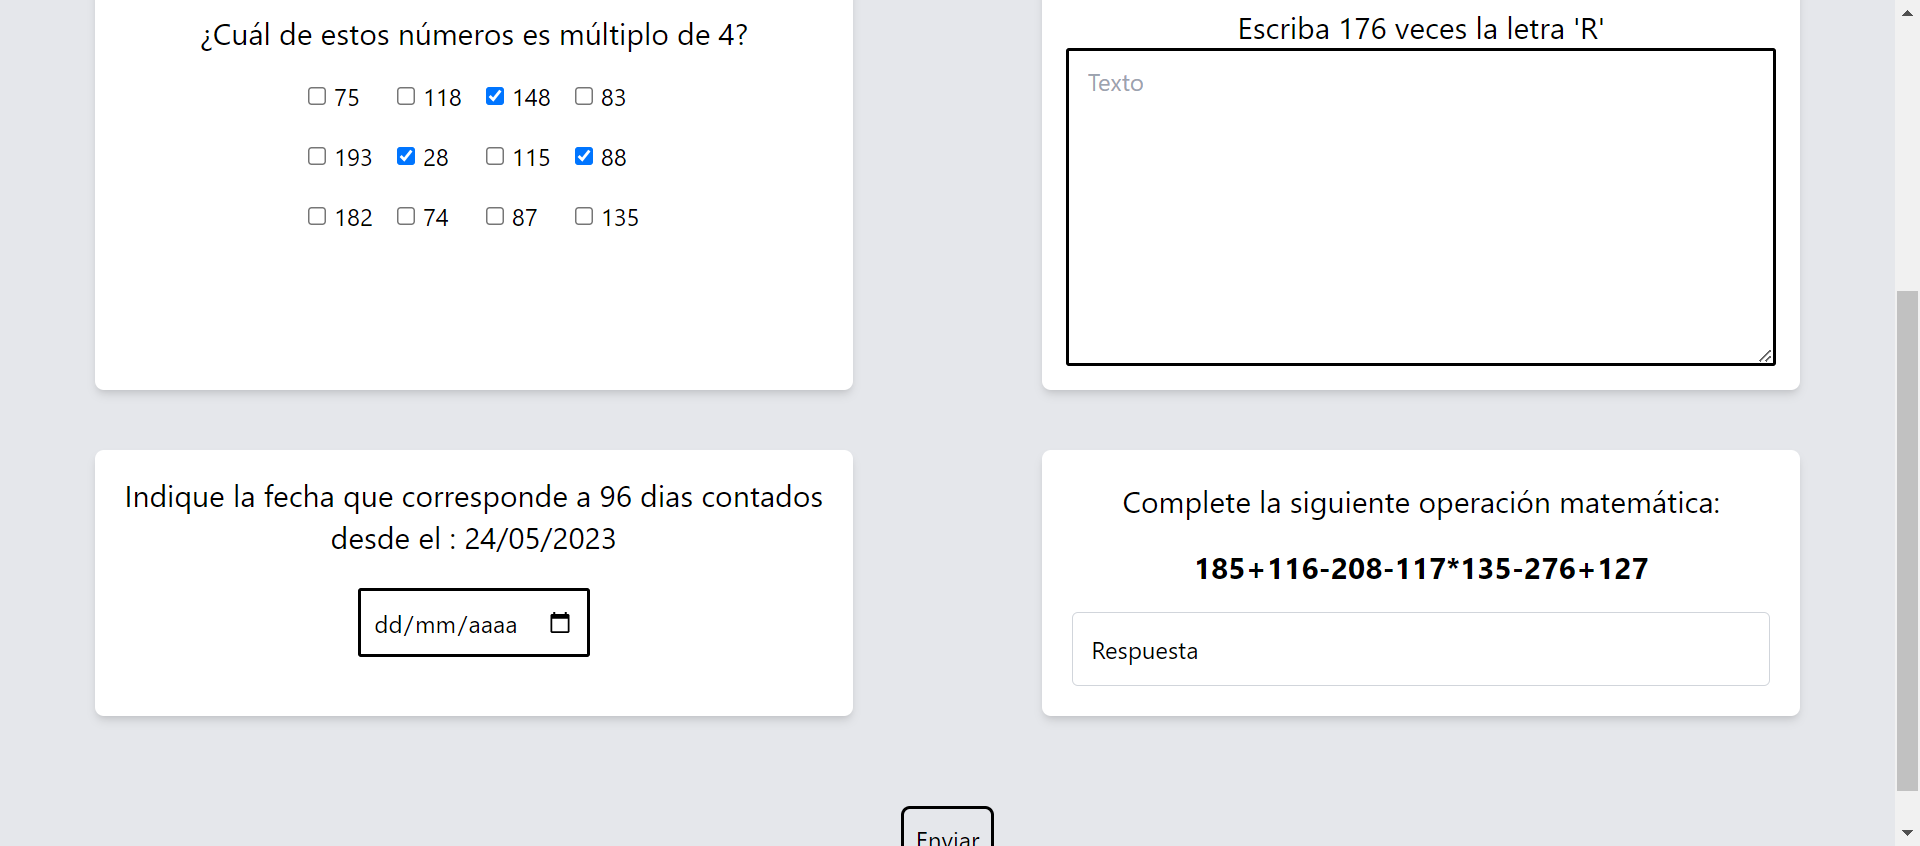 ¿Cuál de estos números es múltiplo de 4?
75 118 148 83
193 28 115 88
182 74 87 135
Escriba 176 veces la letra 'R'
Texto
Indique la fecha que corresponde a 96 dias contados
desde el : 24/05/2023
dd/mm/aaaa
Complete la siguiente operación matemática:
185+116-208-117*135-276+127
Respuesta
Enviar